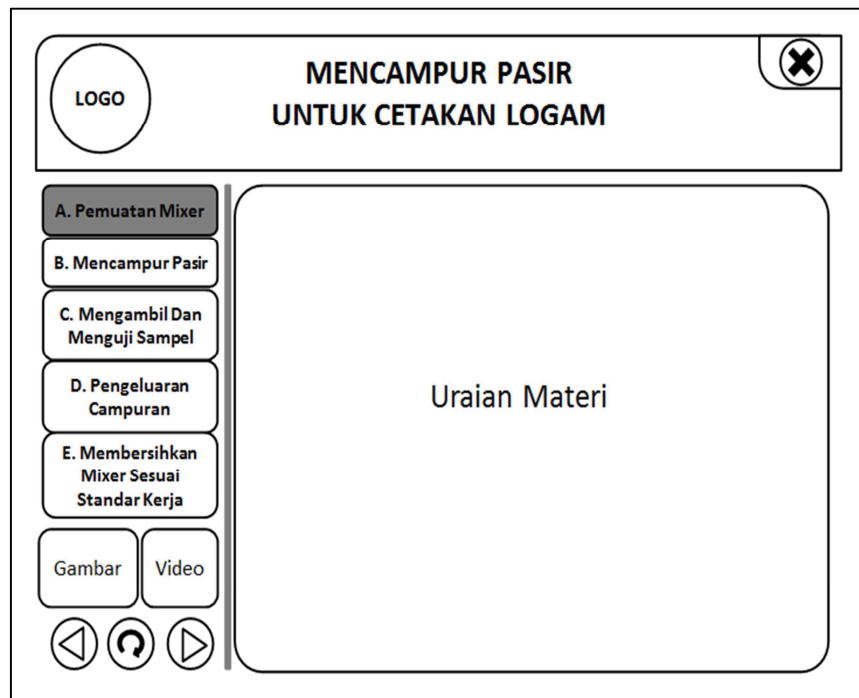 LOGO
MENCAMPUR PASIR
UNTUK CETAKAN LOGAM
A. Pemuatan Mixer
B. Mencampur Pasir
C. Mengambil Dan
Menguji Sampel
D. Pengeluaran
Campuran
E. Membersihkan
Mixer Sesuai
Standar Kerja
Gambar
Video
Uraian Materi